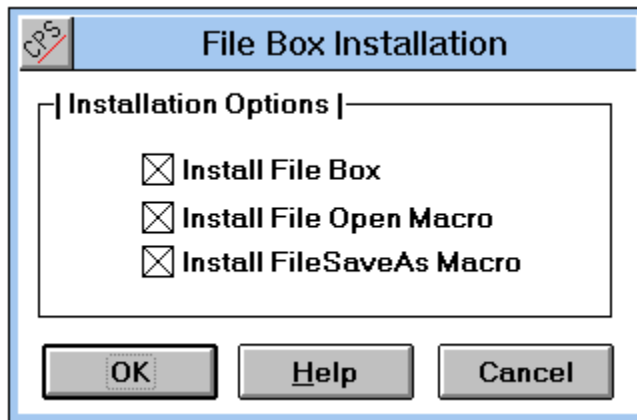 CPS
File Box Installation
| Installation Options |
Install File Box
Install File Open Macro
Install FileSaveAs Macro
OK
Help
Cancel